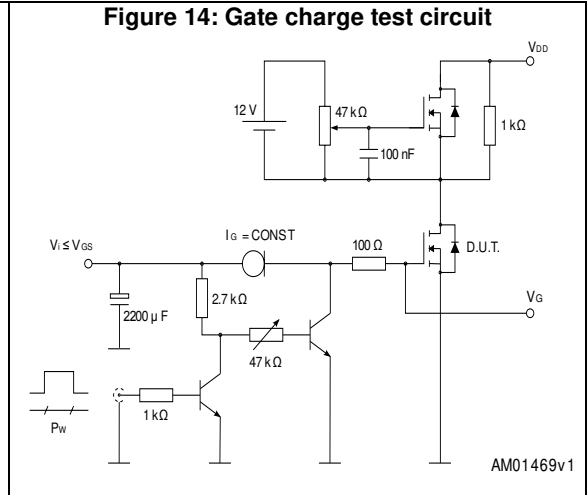 Figure 14: Gate charge test circuit
VDD
12 V
47 kΩ
1 kΩ
100 nF
Vi ≤ VGS
IG = CONST
100 Ω
D.U.T.
2.7 kΩ
2200 µF
VG
47 kΩ
1 kΩ
PW
AM01469v1